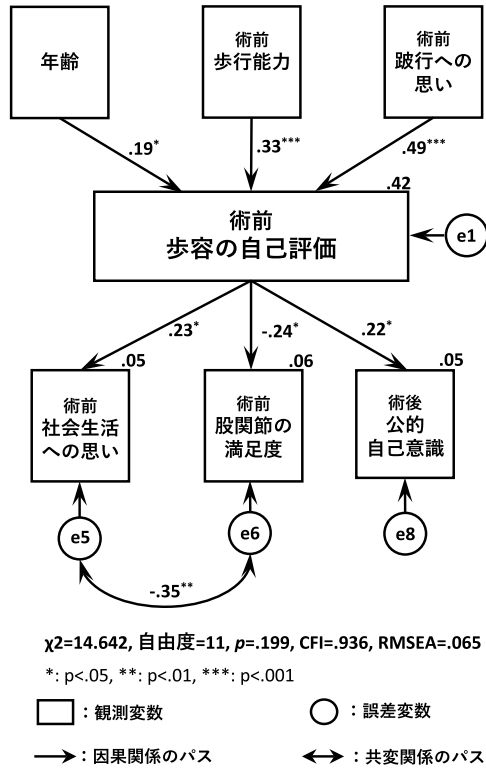 年齢
術前
歩行能力
術前
跛行への
思い
.19*
.33***
.49***
.42
術前
歩容の自己評価
e1
.23*
-.24*
.22*
.05
.06
.05
術前
社会生活
への思い
術前
股関節の
満足度
術後
公的
自己意識
e5
e6
e8
-.35**
χ2=14.642, 自由度=11, p=.199, CFI=.936, RMSEA=.065
*: p<.05, **: p<.01, ***: p<.001
：観測変数
：誤差変数
：因果関係のパス
：共変関係のパス